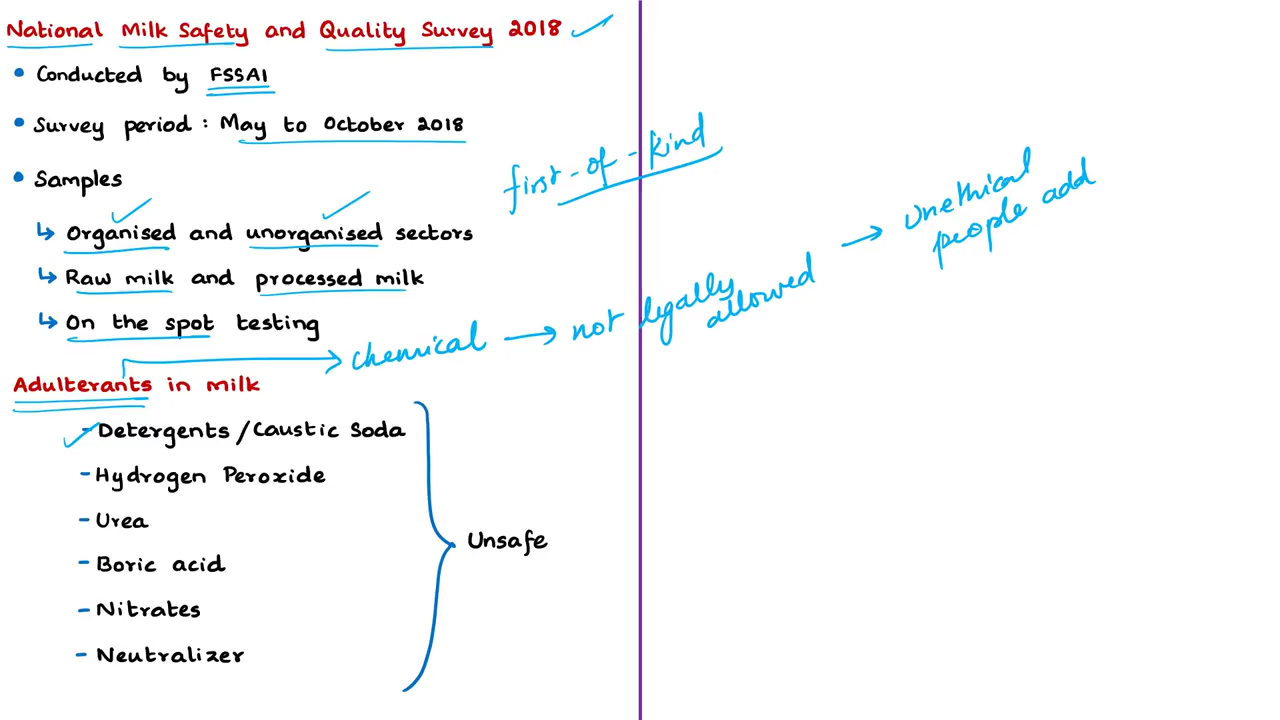 National Milk Safety and Quality Survey 2018
Conducted by FSSAI
Survey period : May to October 2018
Samples
Organised and unorganised sectors
Raw milk and processed milk
On the spot testing
first-of-kind
chemical → not legally allowed → unethical people add
Adulterants in milk
- Detergents/Caustic Soda
- Hydrogen Peroxide
- Urea
- Boric acid
- Nitrates
- Neutralizer
Unsafe